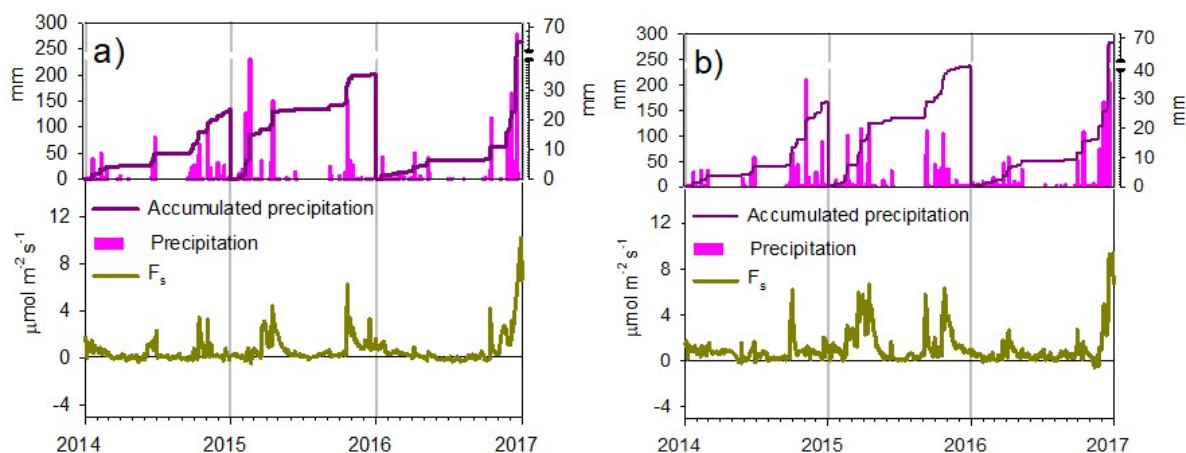 a)
300
250
200
150
100
50
0
mm
70
60
40
30
20
10
0
mm
Accumulated precipitation
Precipitation
Fs
12
8
4
0
-4
μmol m-2 s-1
2014 2015 2016 2017
b)
300
250
200
150
100
50
0
mm
70
40
30
20
10
0
mm
Accumulated precipitation
Precipitation
Fs
12
8
4
0
-4
μmol m-2 s-1
2014 2015 2016 2017